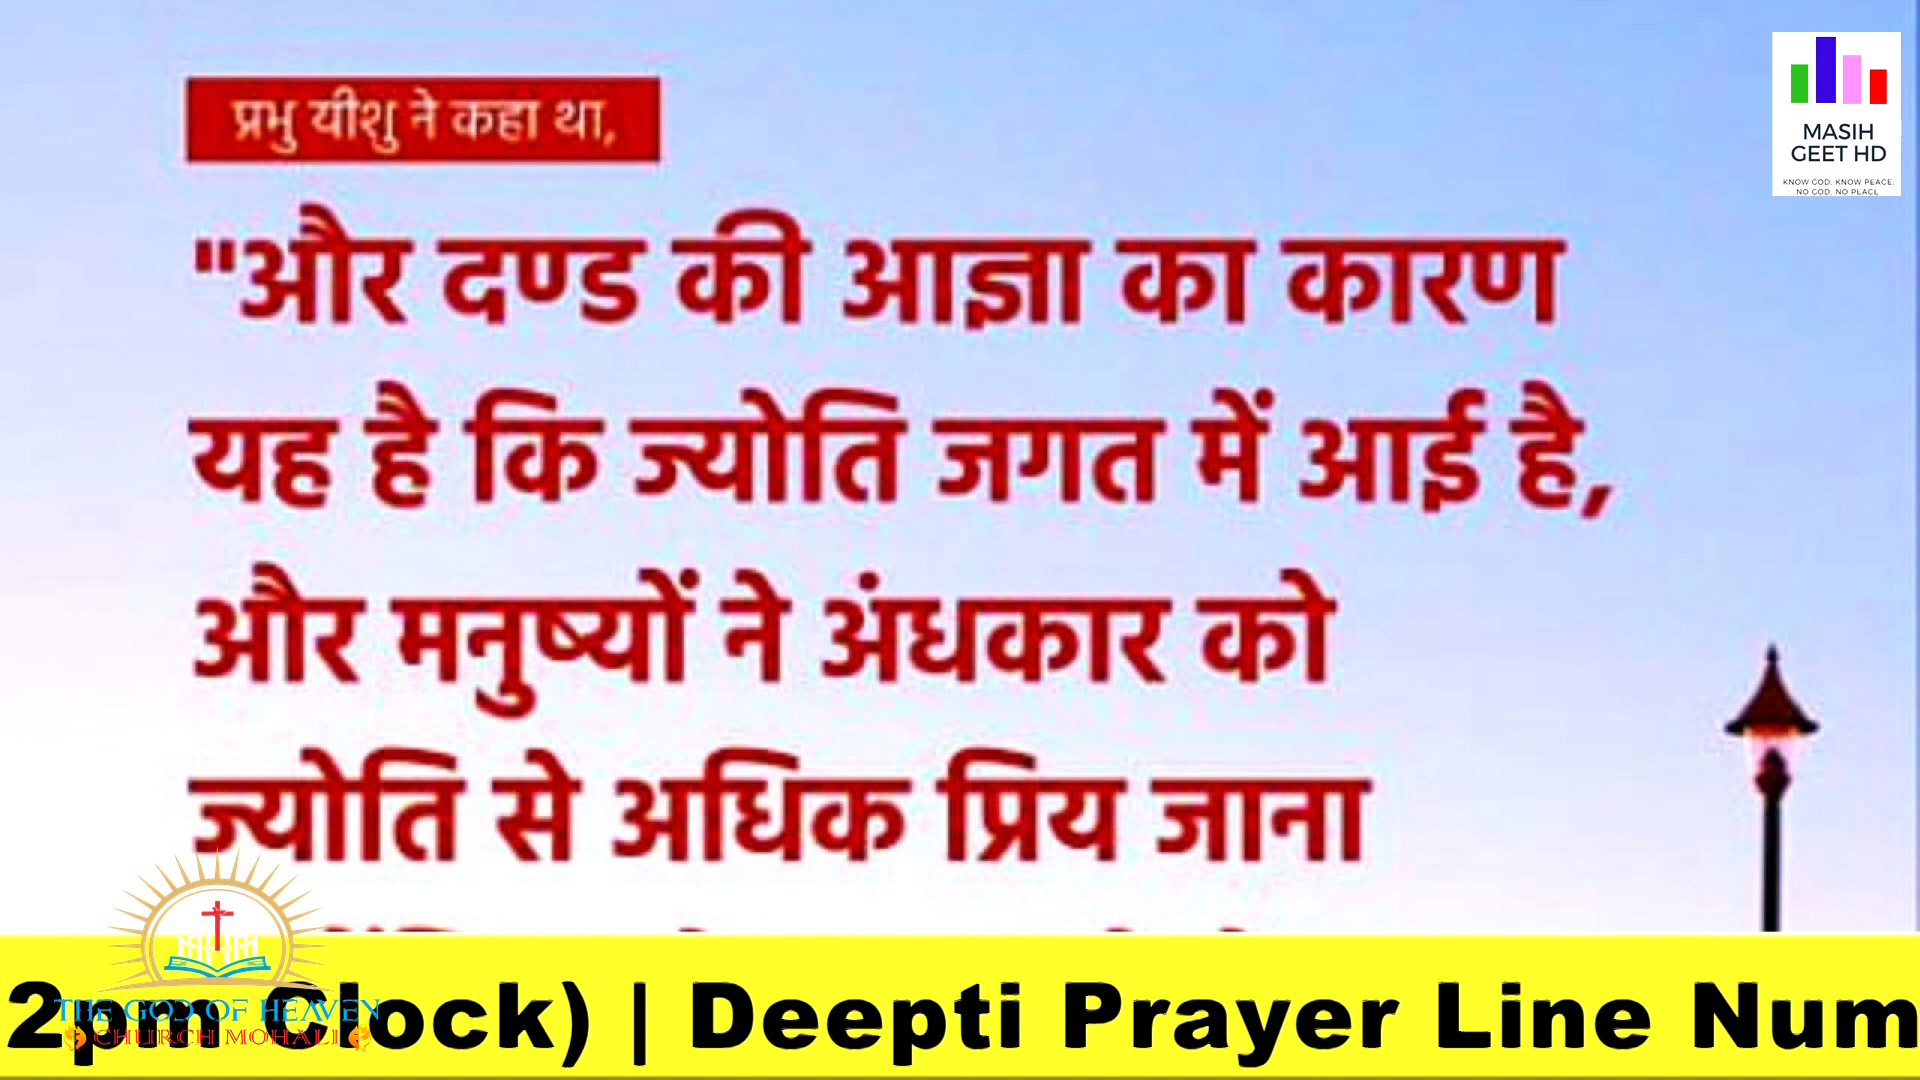 प्रभु यीशु ने कहा था,
MASIH
GEET HD
KNOW GOD. KNOW PEACE.
NO GOD. NO PEACE
"और दण्ड की आज्ञा का कारण
यह है कि ज्योति जगत में आई है,
और मनुष्यों ने अंधकार को
ज्योति से अधिक प्रिय जाना
THE GOD OF HEAVEN
CHURCH MOHALI
2pm Clock) | Deepti Prayer Line Num